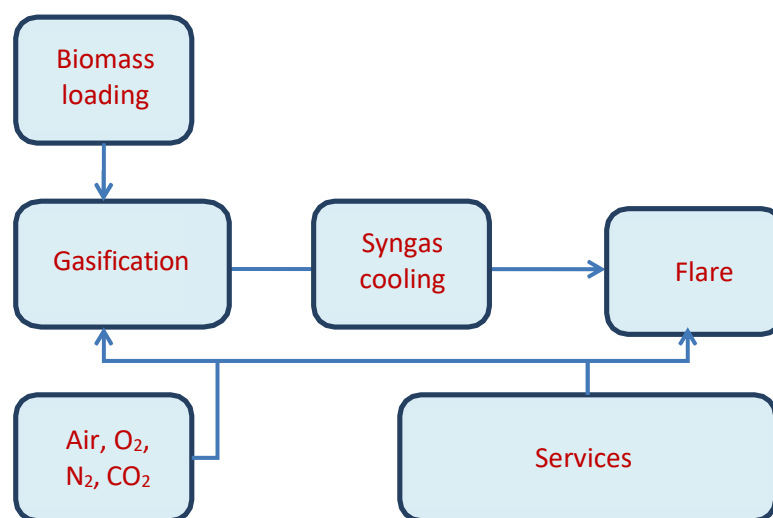 Biomass
loading
Gasification
Syngas
cooling
Flare
Air, O₂,
N₂, CO₂
Services